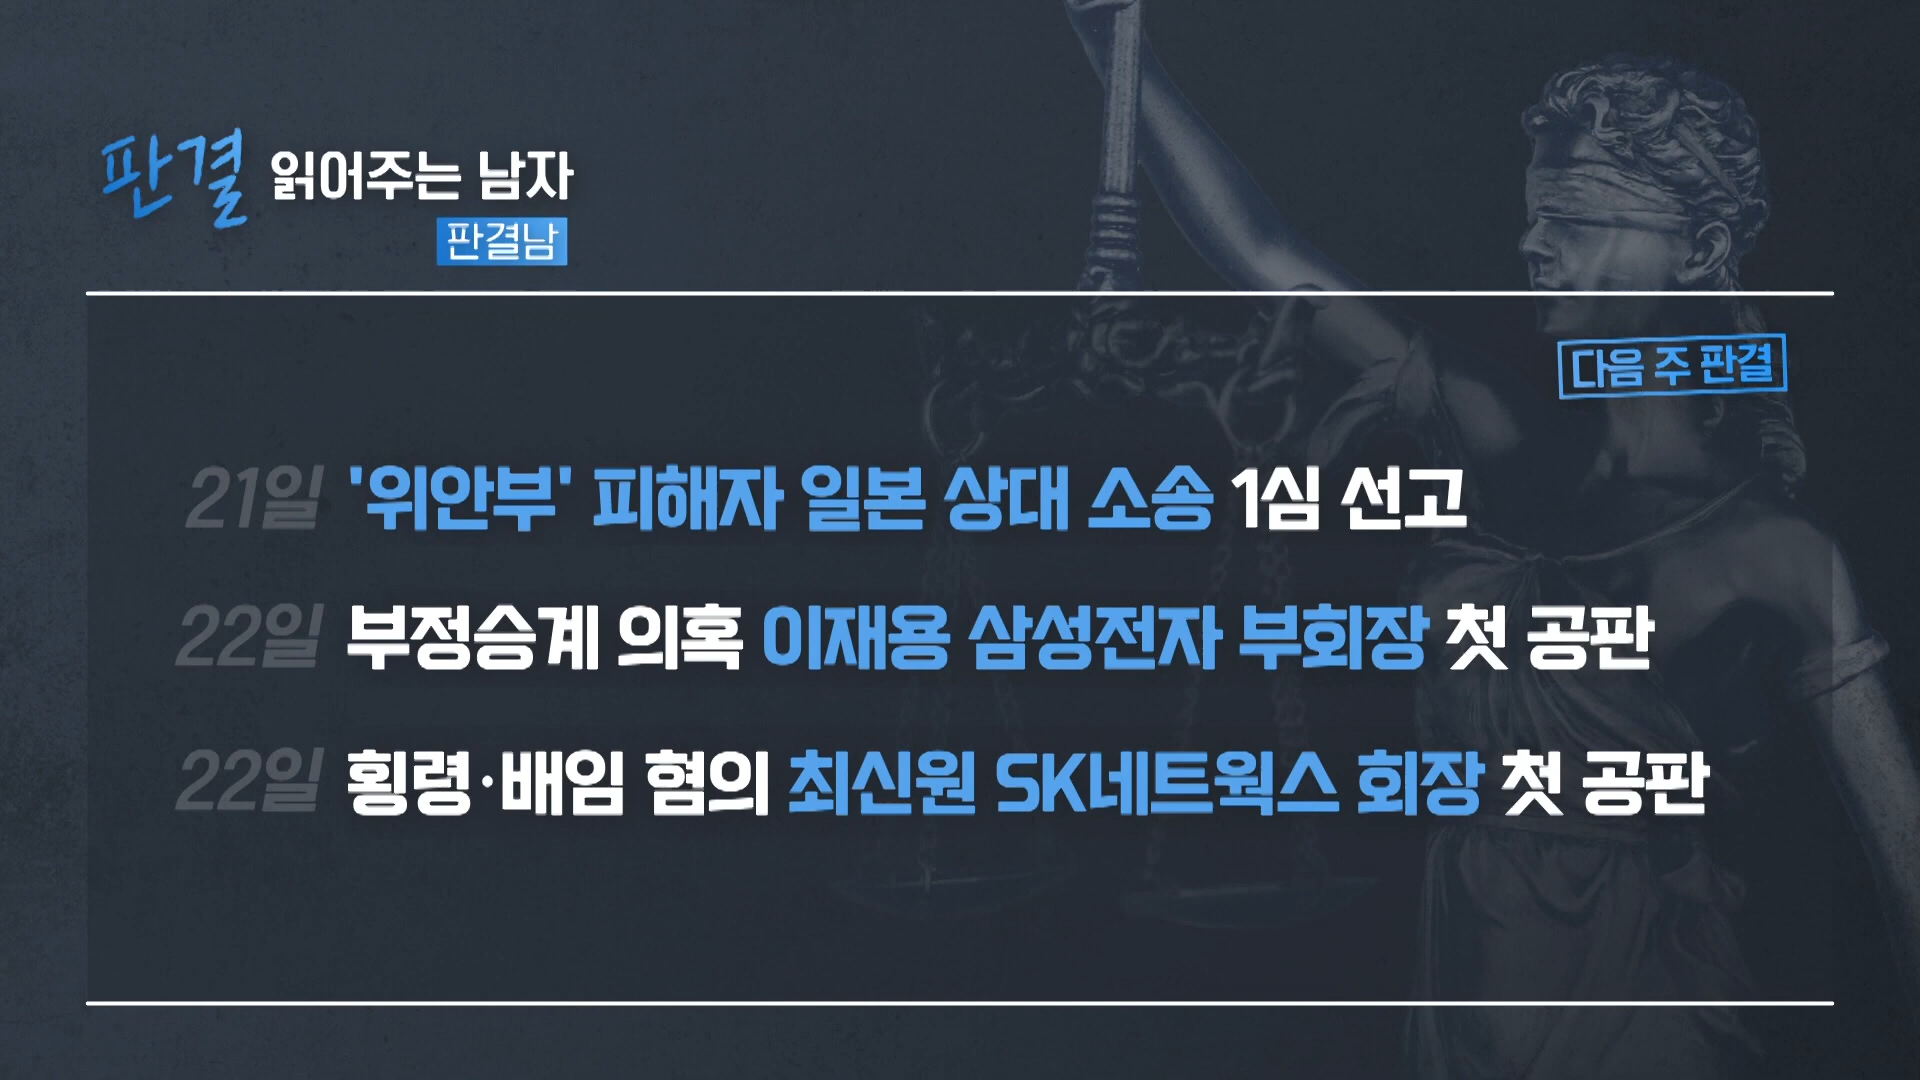 판결 읽어주는 남자
판결남
다음 주 판결
21일 '위안부' 피해자 일본 상대 소송 1심 선고
22일 부정승계 의혹 이재용 삼성전자 부회장 첫 공판
22일 횡령·배임 혐의 최신원 SK네트웍스 회장 첫 공판